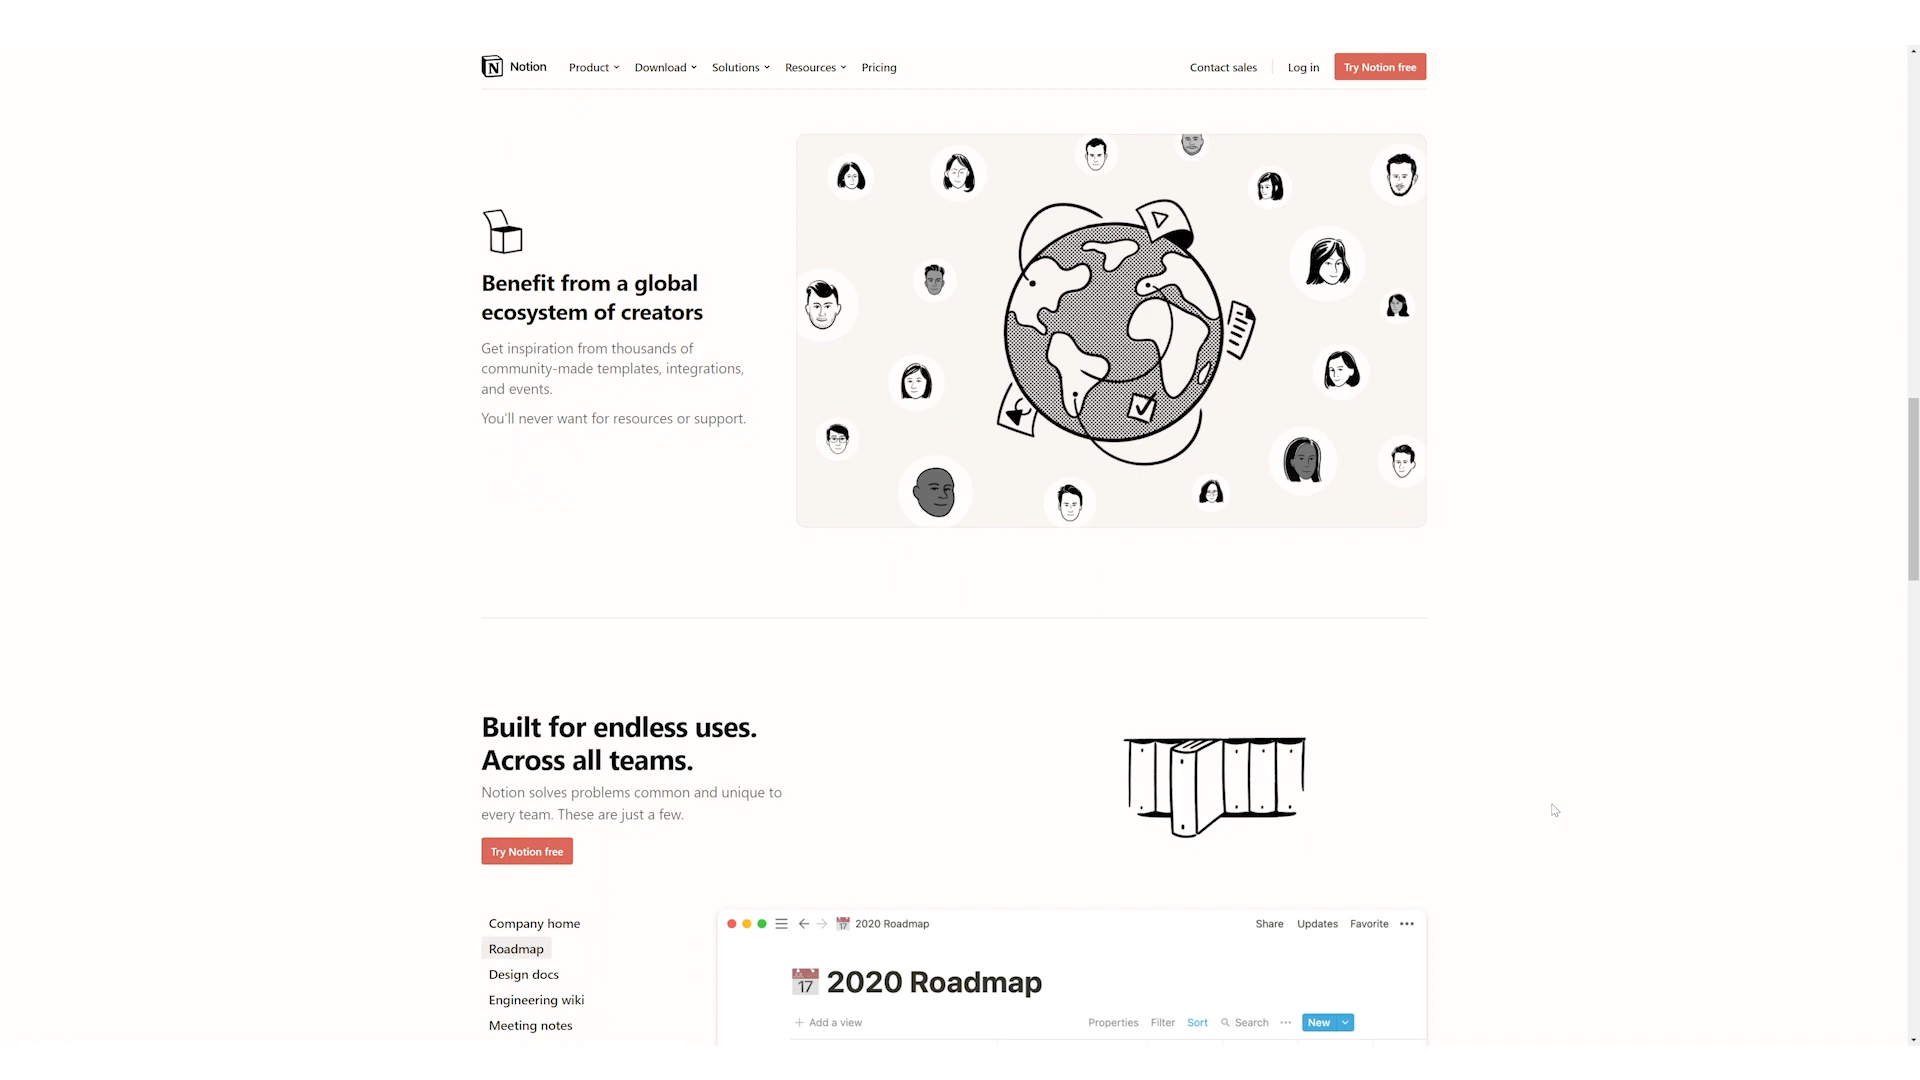 Notion
Product
Download
Solutions
Resources
Pricing
Contact sales
Log in
Try Notion free
Benefit from a global
ecosystem of creators
Get inspiration from thousands of
community-made templates, integrations,
and events.
You'll never want for resources or support.
Built for endless uses.
Across all teams.
Notion solves problems common and unique to
every team. These are just a few.
Try Notion free
Company home
Roadmap
Design docs
Engineering wiki
Meeting notes
17 2020 Roadmap
Share
Updates
Favorite
17 2020 Roadmap
+ Add a view
Properties
Filter
Sort
Search
New